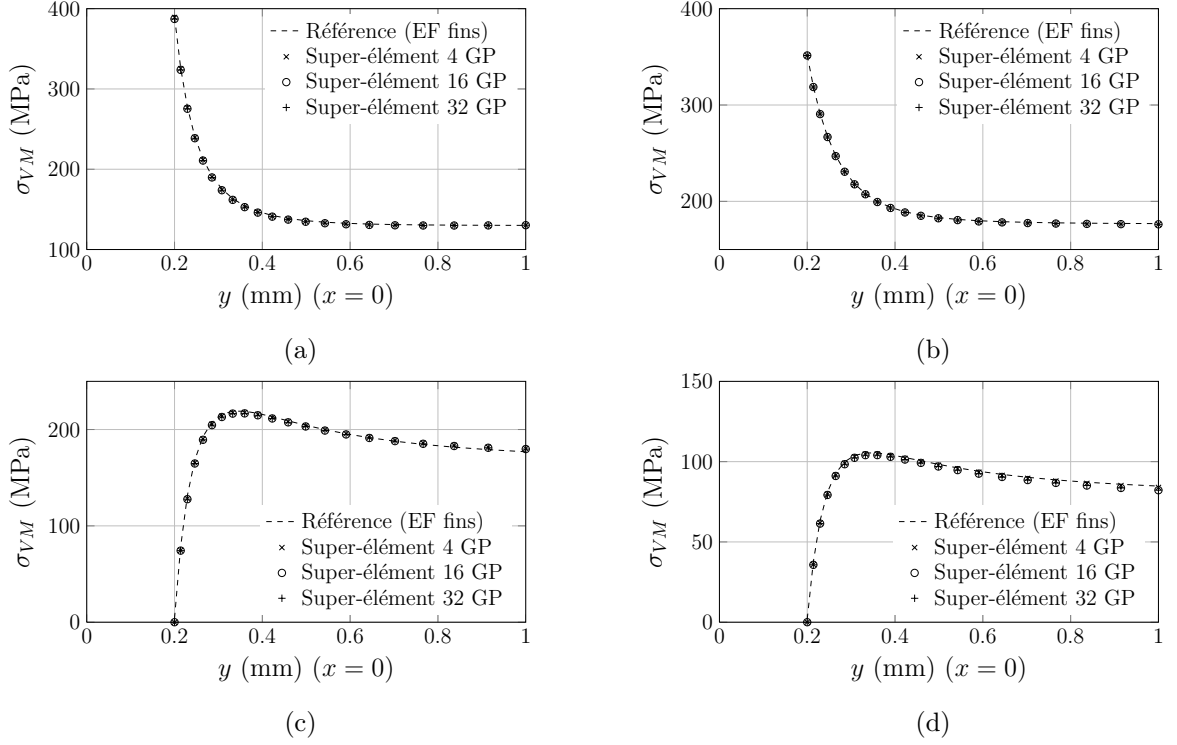 400
300
200
100
0
0.2
0.4
0.6
0.8
1
σVM (MPa)
y (mm) (x = 0)
Référence (EF fins)
Super-élément 4 GP
Super-élément 16 GP
Super-élément 32 GP
(a)
400
300
200
0
0.2
0.4
0.6
0.8
1
σVM (MPa)
y (mm) (x = 0)
Référence (EF fins)
Super-élément 4 GP
Super-élément 16 GP
Super-élément 32 GP
(b)
200
100
0
0
0.2
0.4
0.6
0.8
1
σVM (MPa)
y (mm) (x = 0)
Référence (EF fins)
Super-élément 4 GP
Super-élément 16 GP
Super-élément 32 GP
(c)
150
100
50
0
0
0.2
0.4
0.6
0.8
1
σVM (MPa)
y (mm) (x = 0)
Référence (EF fins)
Super-élément 4 GP
Super-élément 16 GP
Super-élément 32 GP
(d)